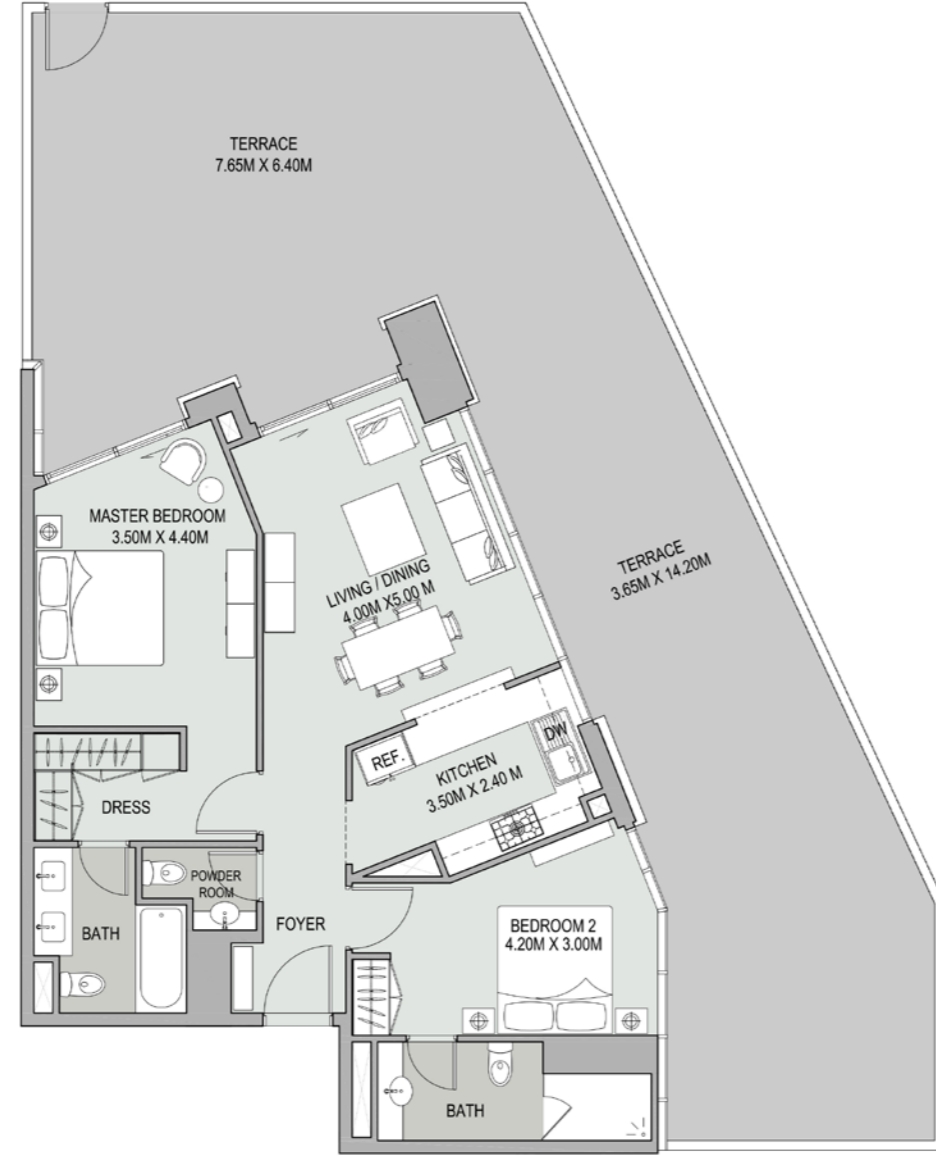 TERRACE
7.65M X 6.40M
MASTER BEDROOM
3.50M X 4.40M
LIVING / DINING
4.00M X5.00 M
TERRACE
3.65M X 14.20M
REF.
KITCHEN
3.50M X 2.40 M
DW
DRESS
POWDER
ROOM
BATH
FOYER
BEDROOM 2
4.20M X 3.00M
BATH